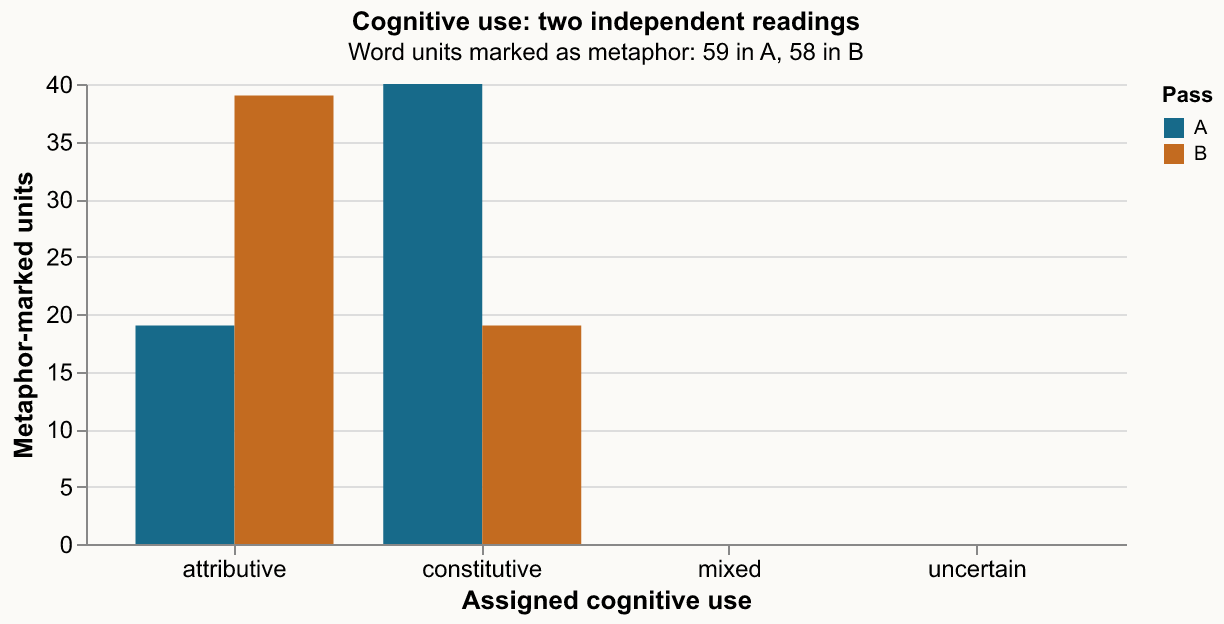 Cognitive use: two independent readings
Word units marked as metaphor: 59 in A, 58 in B
Metaphor-marked units
40
35
30
25
20
15
10
5
0
attributive
constitutive
mixed
uncertain
Assigned cognitive use
Pass
A
B